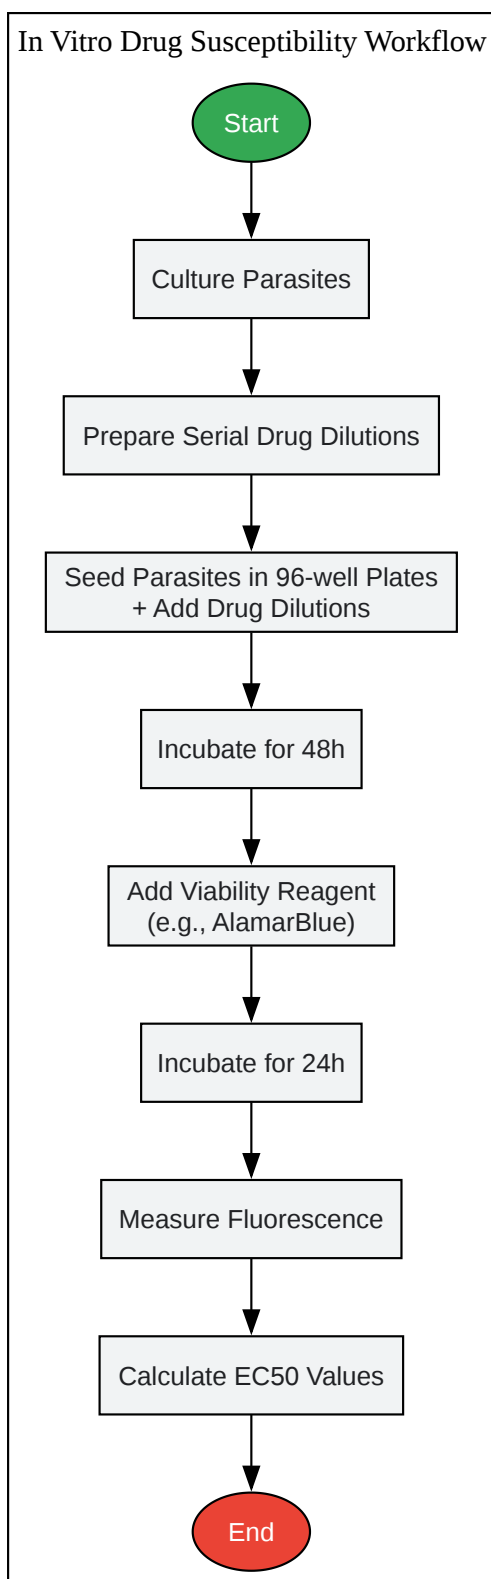 In Vitro Drug Susceptibility Workflow
Start
Culture Parasites
Prepare Serial Drug Dilutions
Seed Parasites in 96-well Plates
+ Add Drug Dilutions
Incubate for 48h
Add Viability Reagent
(e.g., AlamarBlue)
Incubate for 24h
Measure Fluorescence
Calculate EC50 Values
End